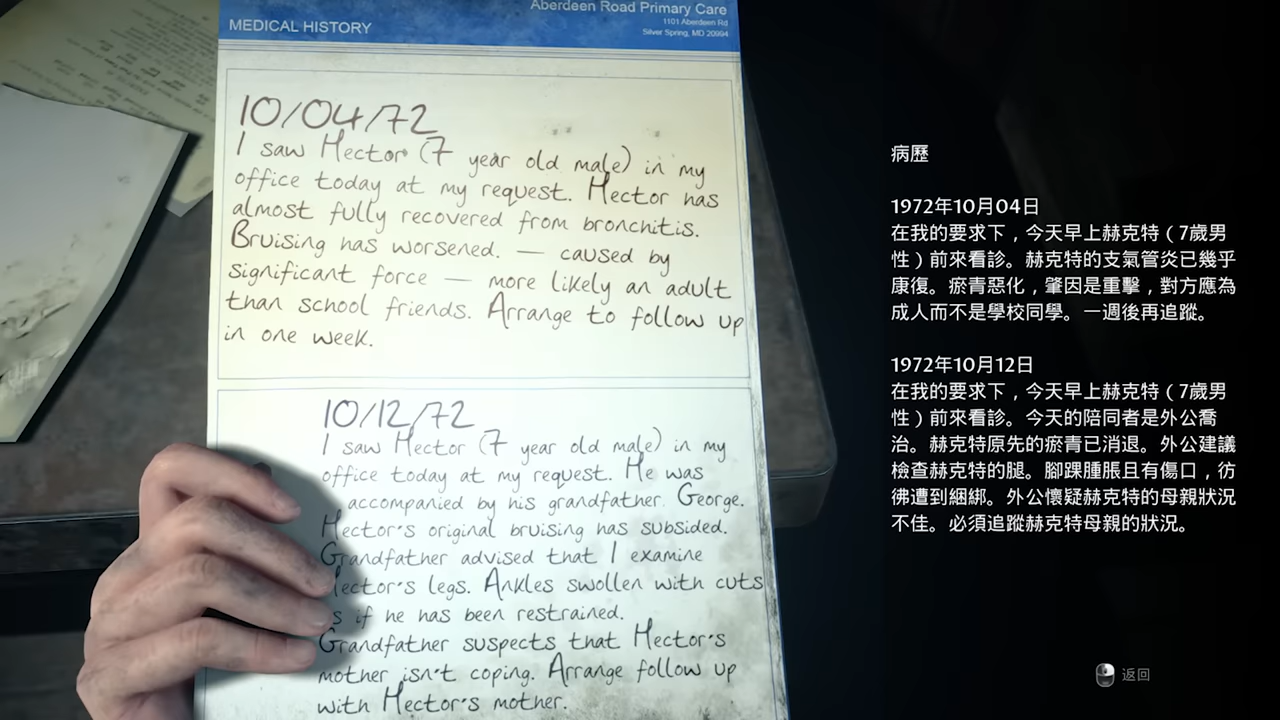 MEDICAL HISTORY
Aberdeen Road Primary Care
1101 Aberdeen Rd
Silver Spring, MD 20994
10/04/72
I saw Hector (7 year old male) in my
office today at my request. Hector has
almost fully recovered from bronchitis.
Bruising has worsened. — caused by
significant force — more likely an adult
than school friends. Arrange to follow up
in one week.
10/12/72
I saw Hector (7 year old male) in my
office today at my request. He was
accompanied by his grandfather. George.
Hector's original bruising has subsided.
Grandfather advised that I examine
Hector's legs. Ankles swollen with cuts
as if he has been restrained.
Grandfather suspects that Hector's
mother isn't coping. Arrange follow up
with Hector's mother.
病歷
1972年10月04日
在我的要求下，今天早上赫克特（7歲男
性）前來看診。赫克特的支氣管炎已幾乎
康復。瘀青惡化，肇因是重擊，對方應為
成人而不是學校同學。一週後再追蹤。
1972年10月12日
在我的要求下，今天早上赫克特（7歲男
性）前來看診。今天的陪同者是外公喬
治。赫克特原先的瘀青已消退。外公建議
檢查赫克特的腿。腳踝腫脹且有傷口，彷
彿遭到綑綁。外公懷疑赫克特的母親狀況
不佳。必須追蹤赫克特母親的狀況。
返回